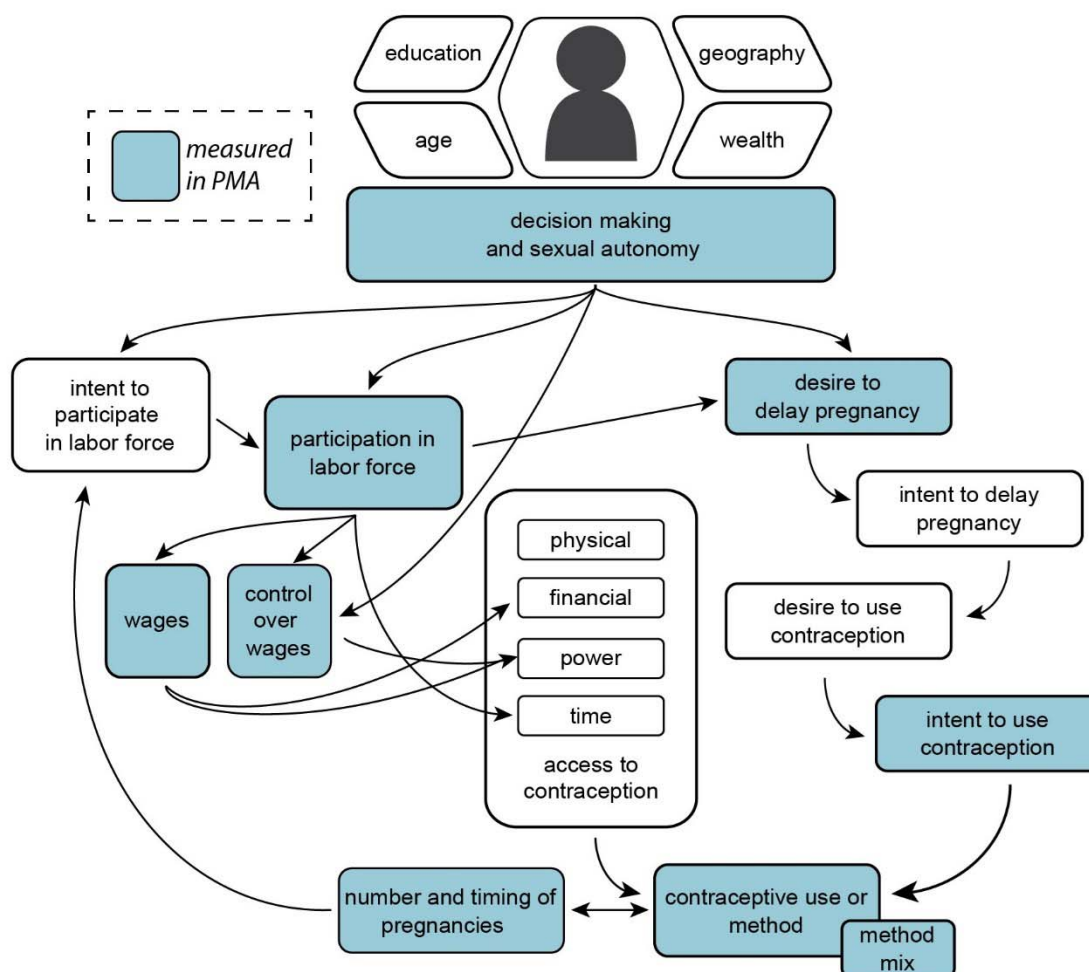 education
geography
age
wealth
measured
in PMA
decision making
and sexual autonomy
intent to
participate
in labor force
participation in
labor force
desire to
delay pregnancy
intent to delay
pregnancy
desire to use
contraception
intent to use
contraception
wages
control
over
wages
physical
financial
power
time
access to
contraception
number and timing of
pregnancies
contraceptive use or
method
method
mix